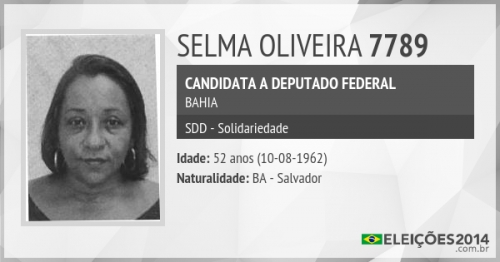 SELMA OLIVEIRA 7789
CANDIDATA A DEPUTADO FEDERAL
BAHIA
SDD - Solidariedade
Idade: 52 anos (10-08-1962)
Naturalidade: BA - Salvador
ELEIÇÕES2014
.com.br